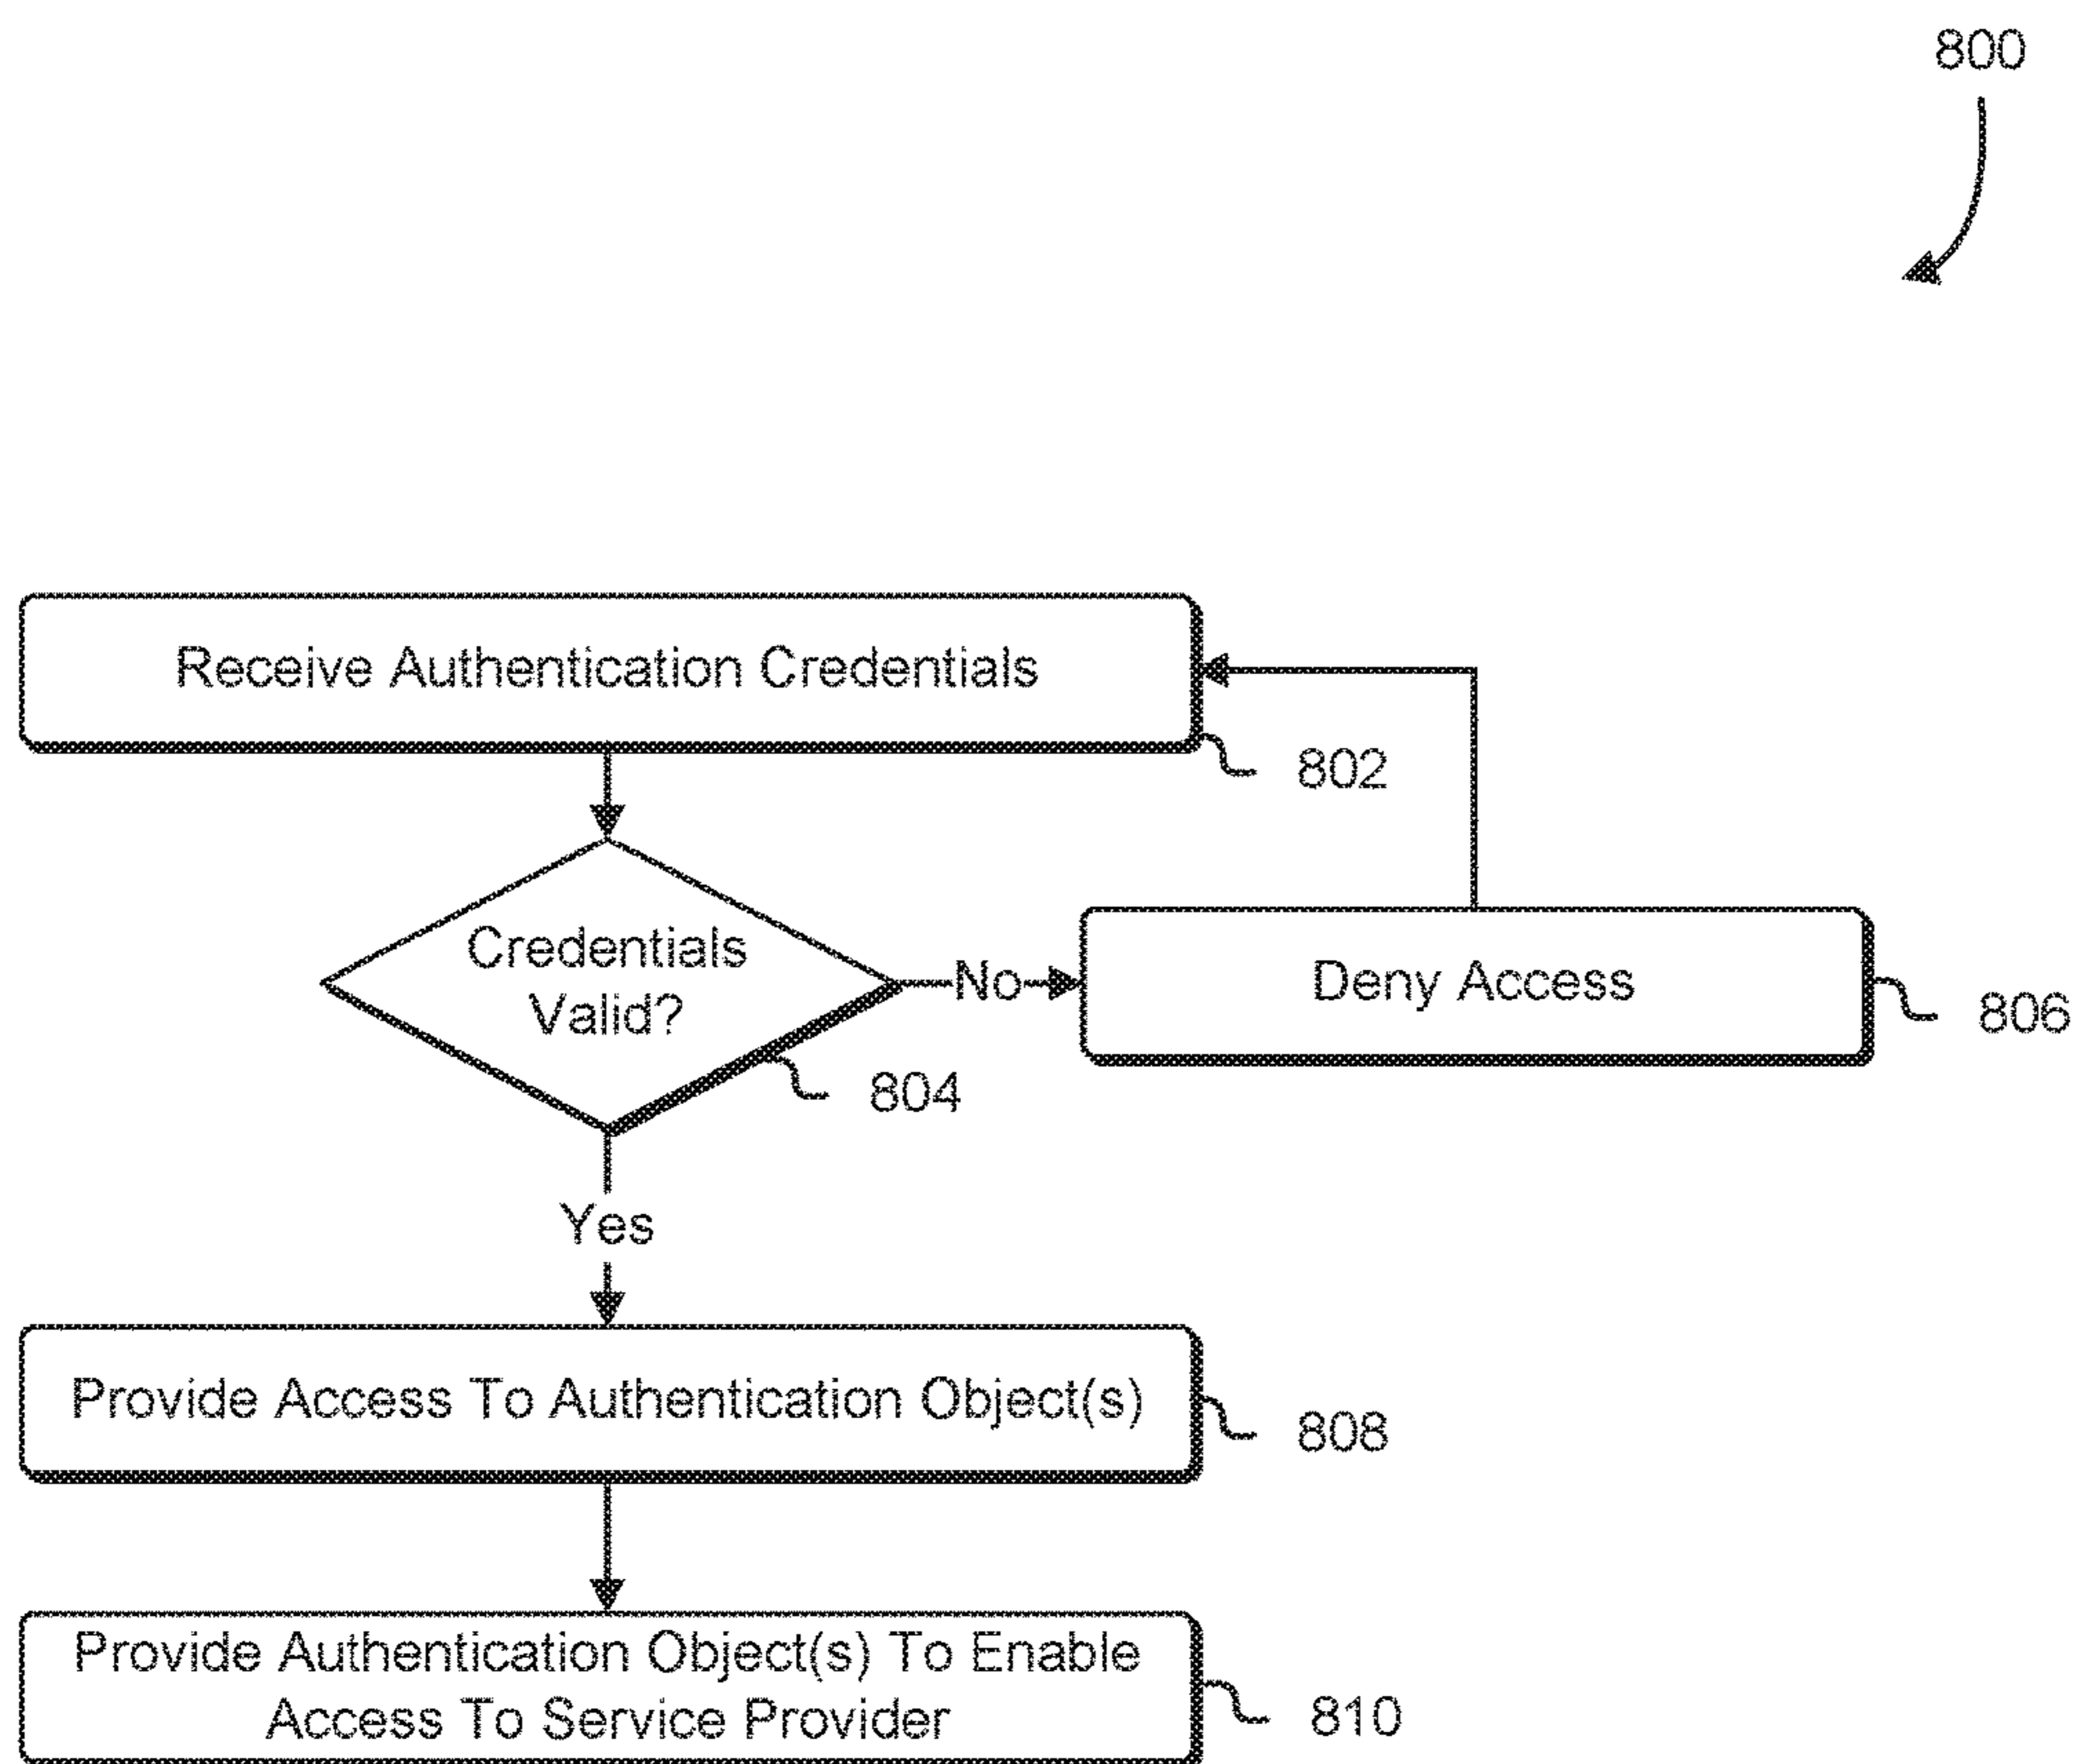 800
Receive Authentication Credentials
802
Credentials
Valid?
No
Deny Access
806
804
Yes
Provide Access To Authentication Object(s)
808
Provide Authentication Object(s) To Enable
Access To Service Provider
810